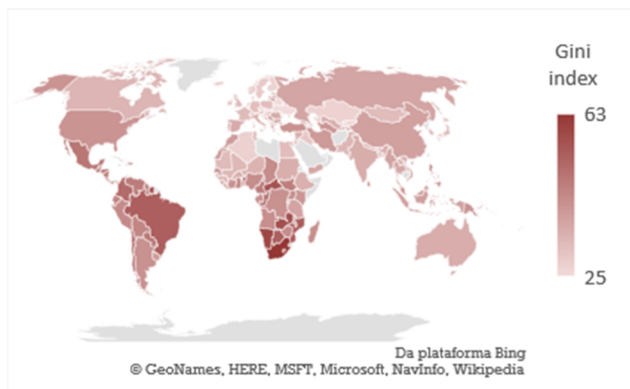 Gini
index
63
25
Da plataforma Bing
© GeoNames, HERE, MSFT, Microsoft, NavInfo, Wikipedia